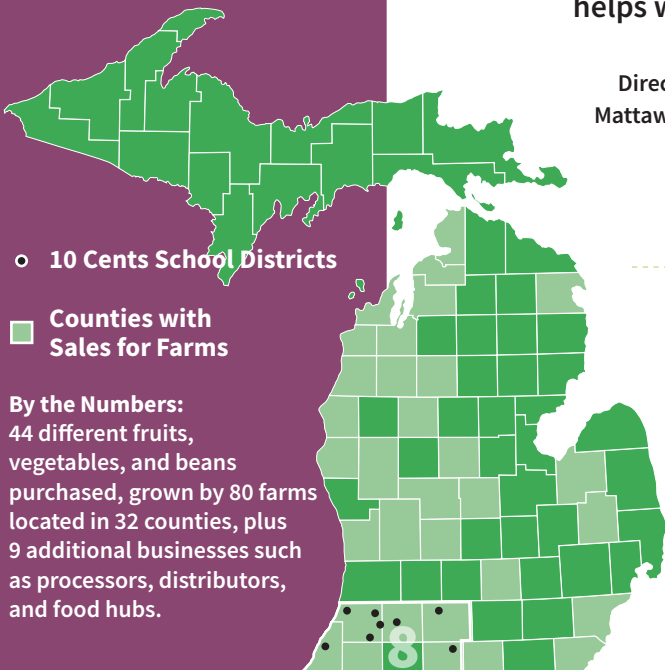 helps w
Direc
Mattaw
10 Cents School Districts
Counties with
Sales for Farms
By the Numbers:
44 different fruits,
vegetables, and beans
purchased, grown by 80 farms
located in 32 counties, plus
9 additional businesses such
as processors, distributors,
and food hubs.
8